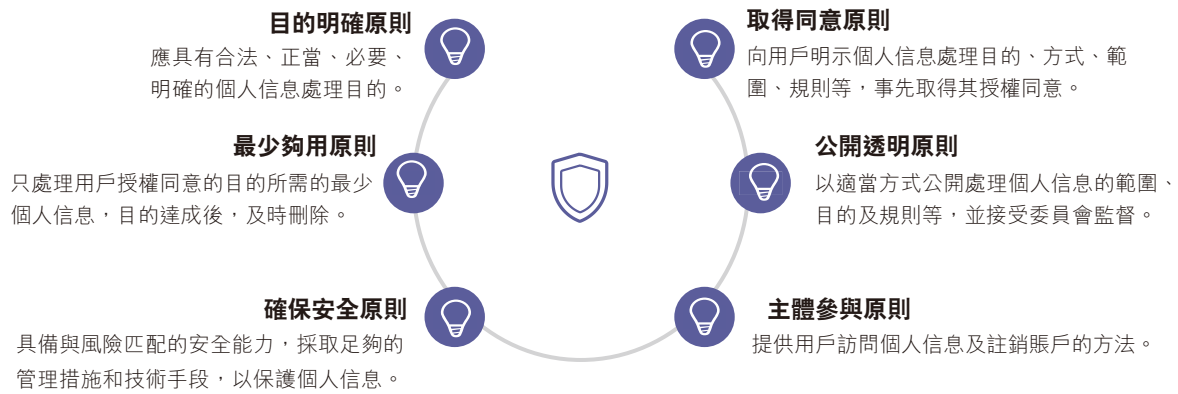 目的明確原則
應具有合法、正當、必要、
明確的個人信息處理目的。
取得同意原則
向用戶明示個人信息處理目的、方式、範
圍、規則等，事先取得其授權同意。
最少夠用原則
只處理用戶授權同意的目的所需的最少
個人信息，目的達成後，及時刪除。
公開透明原則
以適當方式公開處理個人信息的範圍、
目的及規則等，並接受委員會監督。
確保安全原則
具備與風險匹配的安全能力，採取足夠的
管理措施和技術手段，以保護個人信息。
主體參與原則
提供用戶訪問個人信息及註銷賬戶的方法。